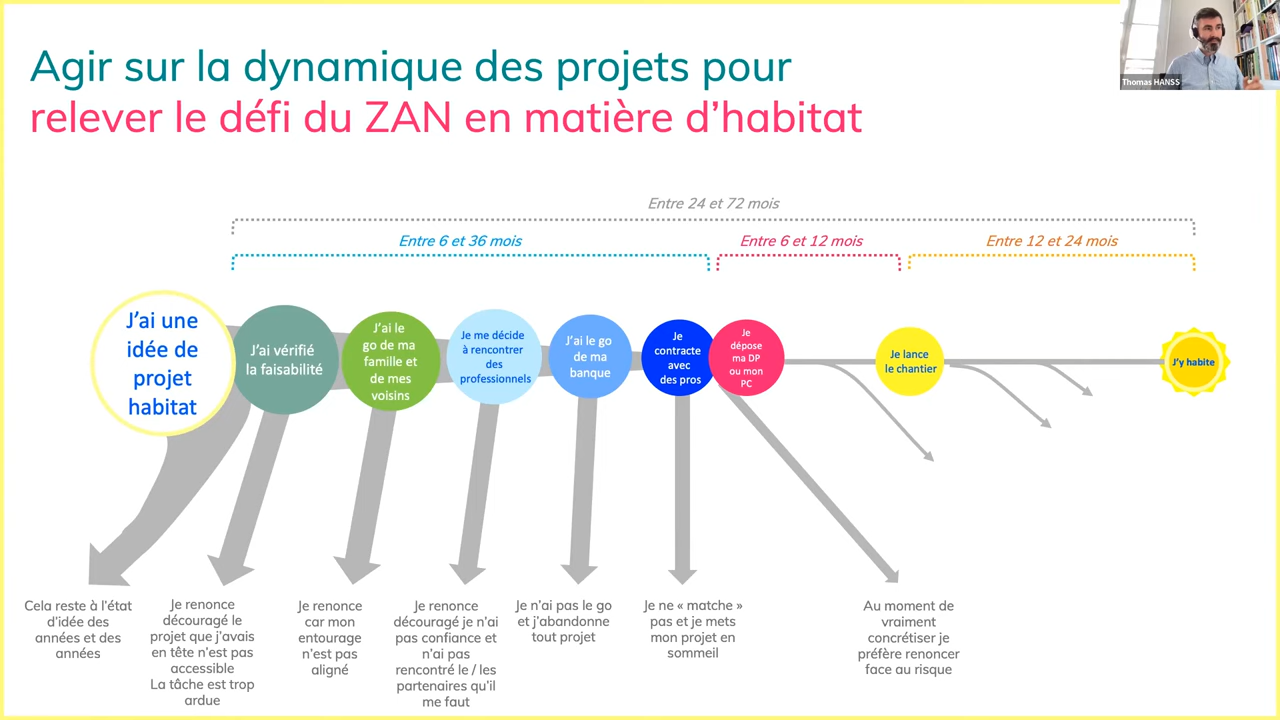 Agir sur la dynamique des projets pour
relever le défi du ZAN en matière d'habitat
Thomas HANSS
Entre 24 et 72 mois
Entre 6 et 36 mois
Entre 6 et 12 mois
Entre 12 et 24 mois
J'ai une
idée de
projet
habitat
J'ai vérifié
la faisabilité
J'ai le
go de ma
famille et
de mes
voisins
Je me décide
à rencontrer
des
professionnels
J'ai le go
de ma
banque
Je
contracte
avec
des pros
Je
dépose
ma DP
ou mon
PC
Je lance
le chantier
J'y habite
Cela reste à l'état
d'idée des
années et des
années
Je renonce
découragé le
projet que j'avais
en tête n'est pas
accessible
La tâche est trop
ardue
Je renonce
car mon
entourage
n'est pas
aligné
Je renonce
découragé je n'ai
pas confiance et
n'ai pas
rencontré le / les
partenaires qu'il
me faut
Je n'ai pas le go
et j'abandonne
tout projet
Je ne « matche »
pas et je mets
mon projet en
sommeil
Au moment de
vraiment
concrétiser je
préfère renoncer
face au risque